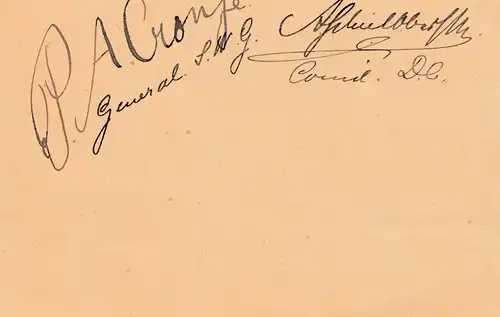 P. A. Cronje
General. S. W. G.
Comd. D. C.